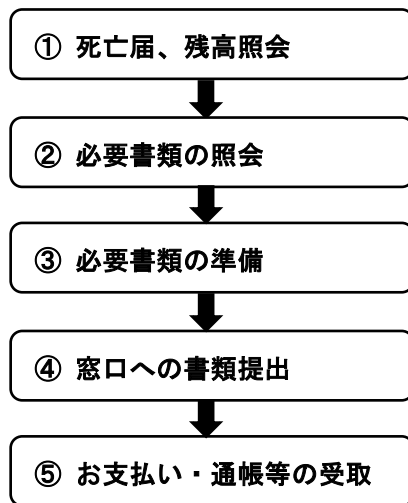 ① 死亡届、残高照会
② 必要書類の照会
③ 必要書類の準備
④ 窓口への書類提出
⑤ お支払い・通帳等の受取